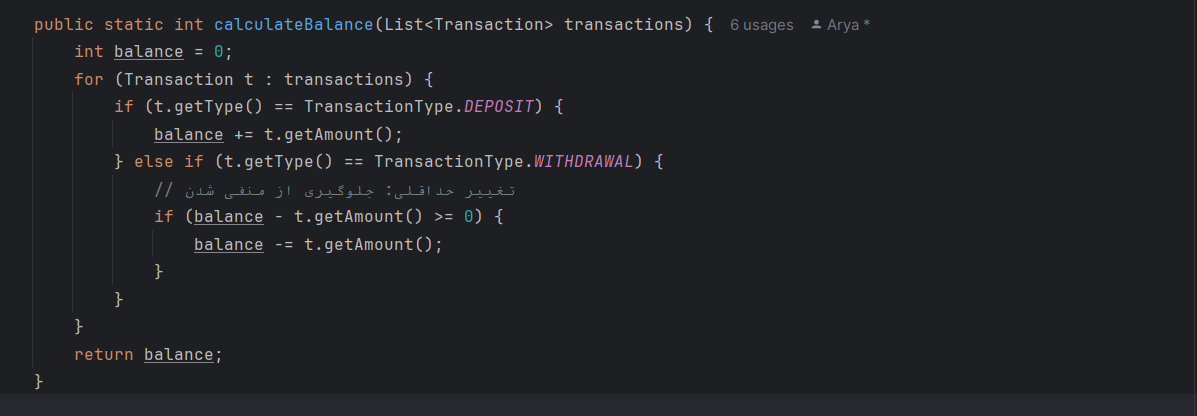 public static int calculateBalance(List<Transaction> transactions) { 6 usages Arya *
    int balance = 0;
    for (Transaction t : transactions) {
        if (t.getType() == TransactionType.DEPOSIT) {
            balance += t.getAmount();
        } else if (t.getType() == TransactionType.WITHDRAWAL) {
            // تغییر حداقلی: جلوگیری از منفی شدن
            if (balance - t.getAmount() >= 0) {
                balance -= t.getAmount();
            }
        }
    }
    return balance;
}